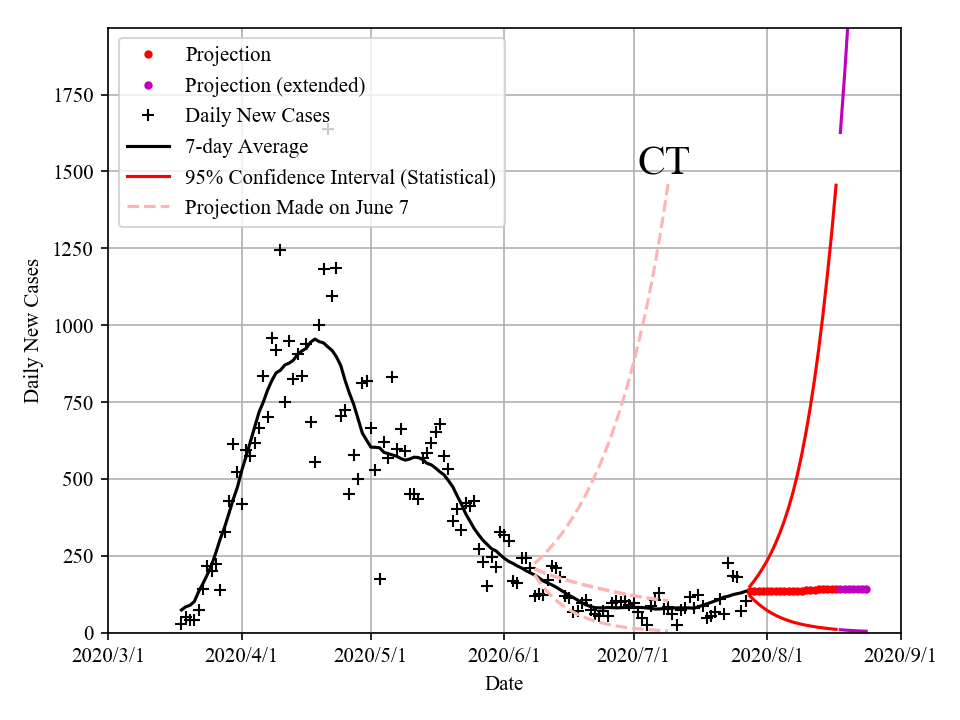 Projection
Projection (extended)
Daily New Cases
7-day Average
95% Confidence Interval (Statistical)
Projection Made on June 7
CT
1750
1500
1250
1000
750
500
250
0
Daily New Cases
2020/3/1 2020/4/1 2020/5/1 2020/6/1 2020/7/1 2020/8/1 2020/9/1
Date